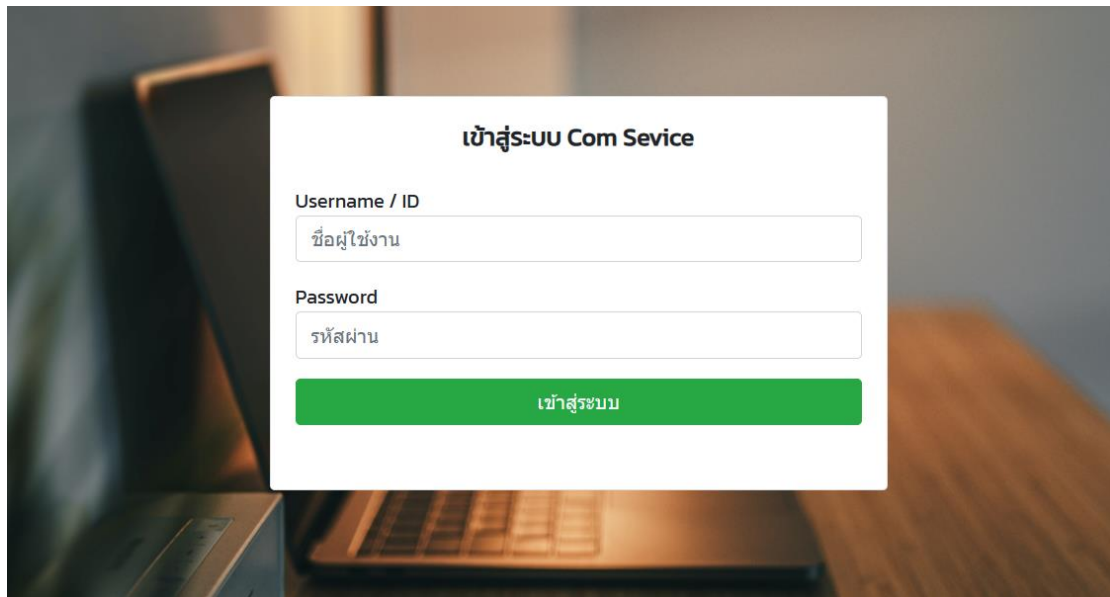 เข้าสู่ระบบ Com Sevice
Username / ID
ชื่อผู้ใช้งาน
Password
รหัสผ่าน
เข้าสู่ระบบ